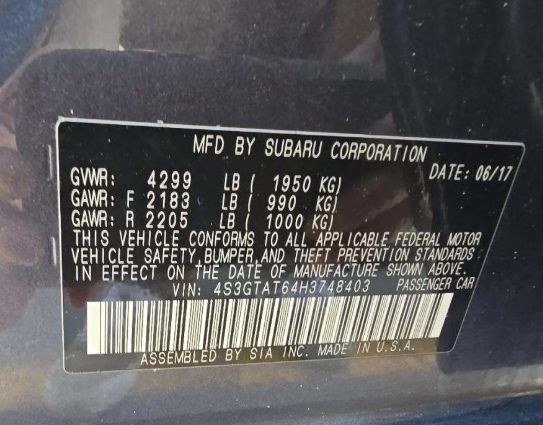 MFD BY SUBARU CORPORATION
GVWR: 4299 LB ( 1950 KG) DATE: 06/17
GAWR: F 2183 LB ( 990 KG)
GAWR: R 2205 LB ( 1000 KG)
THIS VEHICLE CONFORMS TO ALL APPLICABLE FEDERAL MOTOR
VEHICLE SAFETY, BUMPER, AND THEFT PREVENTION STANDARDS
IN EFFECT ON THE DATE OF MANUFACTURE SHOWN ABOVE.
VIN: 4S3GTAT64H3748403 PASSENGER CAR
ASSEMBLED BY SIA INC. MADE IN U.S.A.